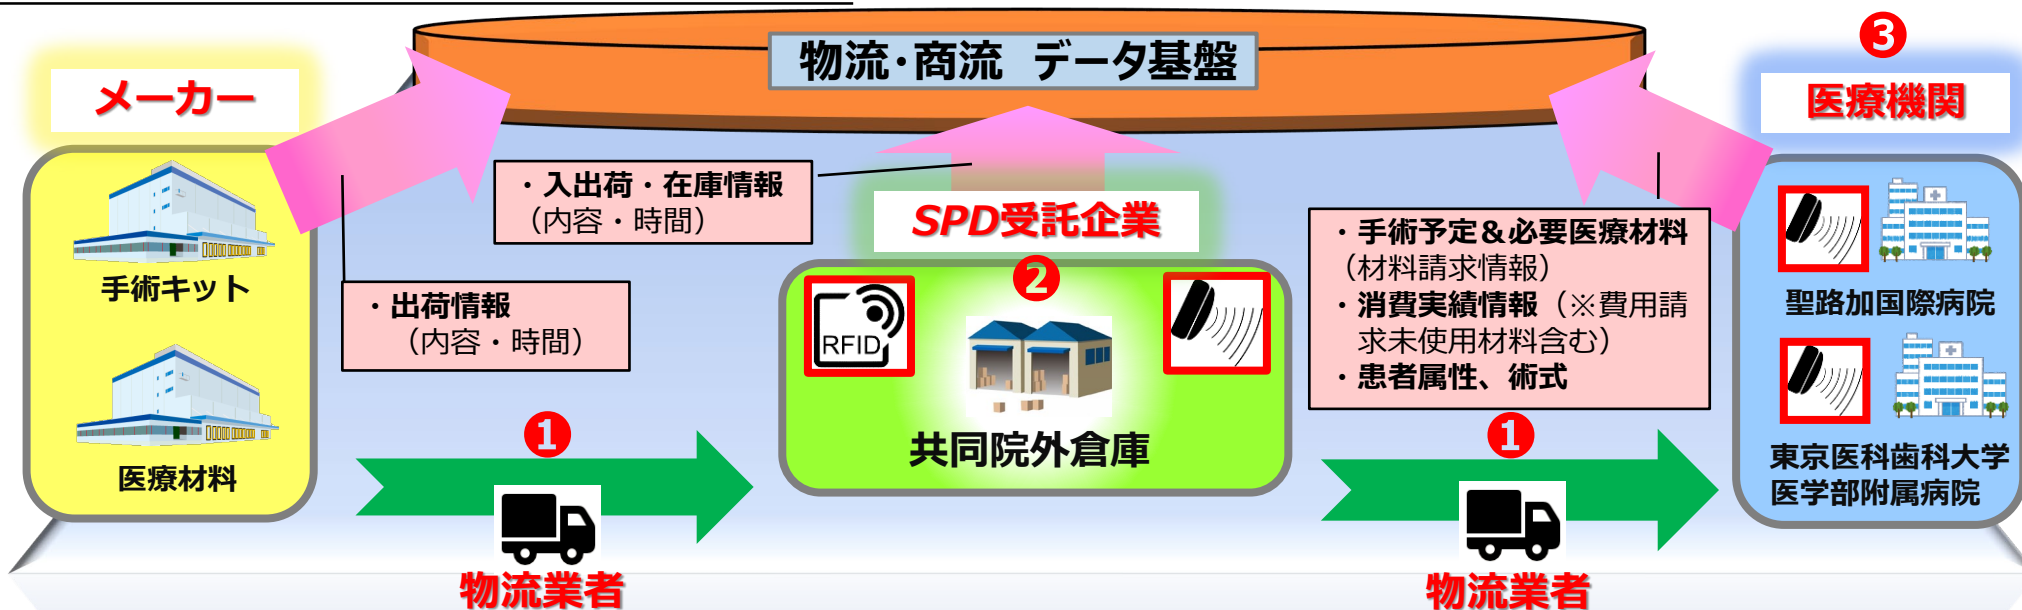 物流・商流　データ基盤
❸
メーカー
医療機関
・入出荷・在庫情報
（内容・時間）
SPD受託企業
・手術予定＆必要医療材料
（材料請求情報）
・消費実績情報（※費用請
求未使用材料含む）
・患者属性、術式
手術キット
❷
・出荷情報
（内容・時間）
RFID
聖路加国際病院
医療材料
共同院外倉庫
東京医科歯科大学
医学部附属病院
❶
❶
物流業者
物流業者